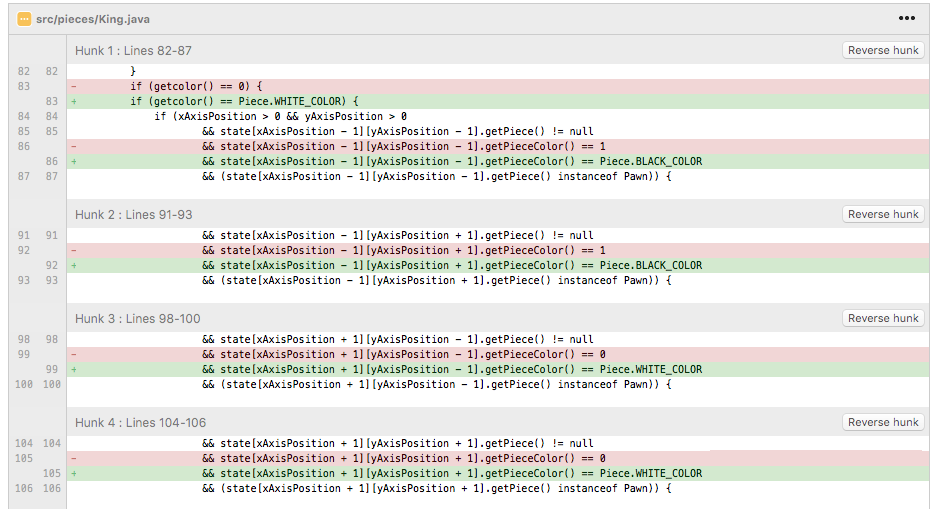 src/pieces/King.java •••
Hunk 1 : Lines 82-87 Reverse hunk
82 82 }
83 - if (getcolor() == 0) {
83 + if (getcolor() == Piece.WHITE_COLOR) {
84 84 if (xAxisPosition > 0 && yAxisPosition > 0
85 85 && state[xAxisPosition - 1][yAxisPosition - 1].getPiece() != null
86 - && state[xAxisPosition - 1][yAxisPosition - 1].getPieceColor() == 1
86 + && state[xAxisPosition - 1][yAxisPosition - 1].getPieceColor() == Piece.BLACK_COLOR
87 87 && (state[xAxisPosition - 1][yAxisPosition - 1].getPiece() instanceof Pawn)) {
Hunk 2 : Lines 91-93 Reverse hunk
91 91 && state[xAxisPosition - 1][yAxisPosition + 1].getPiece() != null
92 - && state[xAxisPosition - 1][yAxisPosition + 1].getPieceColor() == 1
92 + && state[xAxisPosition - 1][yAxisPosition + 1].getPieceColor() == Piece.BLACK_COLOR
93 93 && (state[xAxisPosition - 1][yAxisPosition + 1].getPiece() instanceof Pawn)) {
Hunk 3 : Lines 98-100 Reverse hunk
98 98 && state[xAxisPosition + 1][yAxisPosition - 1].getPiece() != null
99 - && state[xAxisPosition + 1][yAxisPosition - 1].getPieceColor() == 0
99 + && state[xAxisPosition + 1][yAxisPosition - 1].getPieceColor() == Piece.WHITE_COLOR
100 100 && (state[xAxisPosition + 1][yAxisPosition - 1].getPiece() instanceof Pawn)) {
Hunk 4 : Lines 104-106 Reverse hunk
104 104 && state[xAxisPosition + 1][yAxisPosition + 1].getPiece() != null
105 - && state[xAxisPosition + 1][yAxisPosition + 1].getPieceColor() == 0
105 + && state[xAxisPosition + 1][yAxisPosition + 1].getPieceColor() == Piece.WHITE_COLOR
106 106 && (state[xAxisPosition + 1][yAxisPosition + 1].getPiece() instanceof Pawn)) {